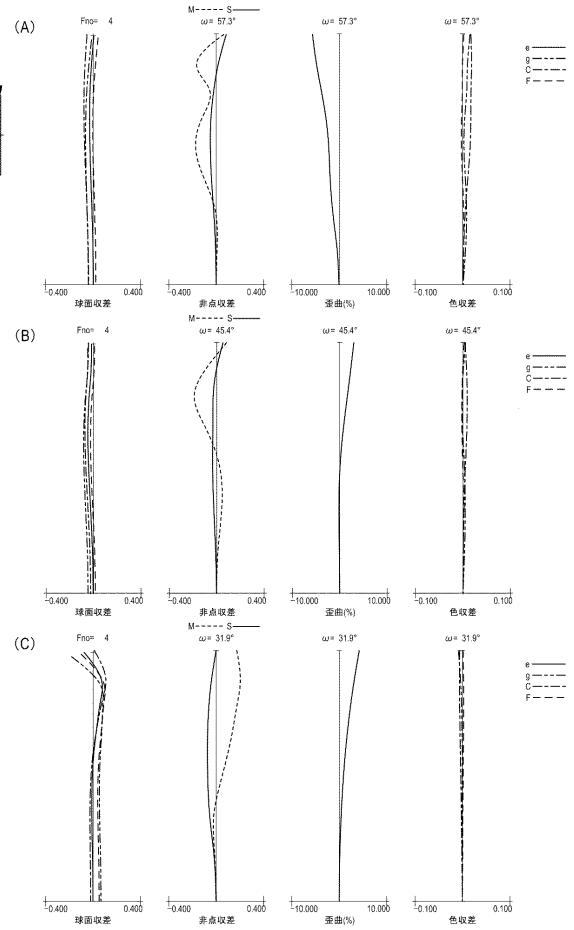 (A)
Fno= 4
M S
ω= 57.3°
ω= 57.3°
ω= 57.3°
e
g
C
F
-0.400 0.400
球面収差
-0.400 0.400
非点収差
-10.000 10.000
歪曲(%)
-0.100 0.100
色収差
(B)
Fno= 4
M S
ω= 45.4°
ω= 45.4°
ω= 45.4°
e
g
C
F
-0.400 0.400
球面収差
-0.400 0.400
非点収差
-10.000 10.000
歪曲(%)
-0.100 0.100
色収差
(C)
Fno= 4
M S
ω= 31.9°
ω= 31.9°
ω= 31.9°
e
g
C
F
-0.400 0.400
球面収差
-0.400 0.400
非点収差
-10.000 10.000
歪曲(%)
-0.100 0.100
色収差